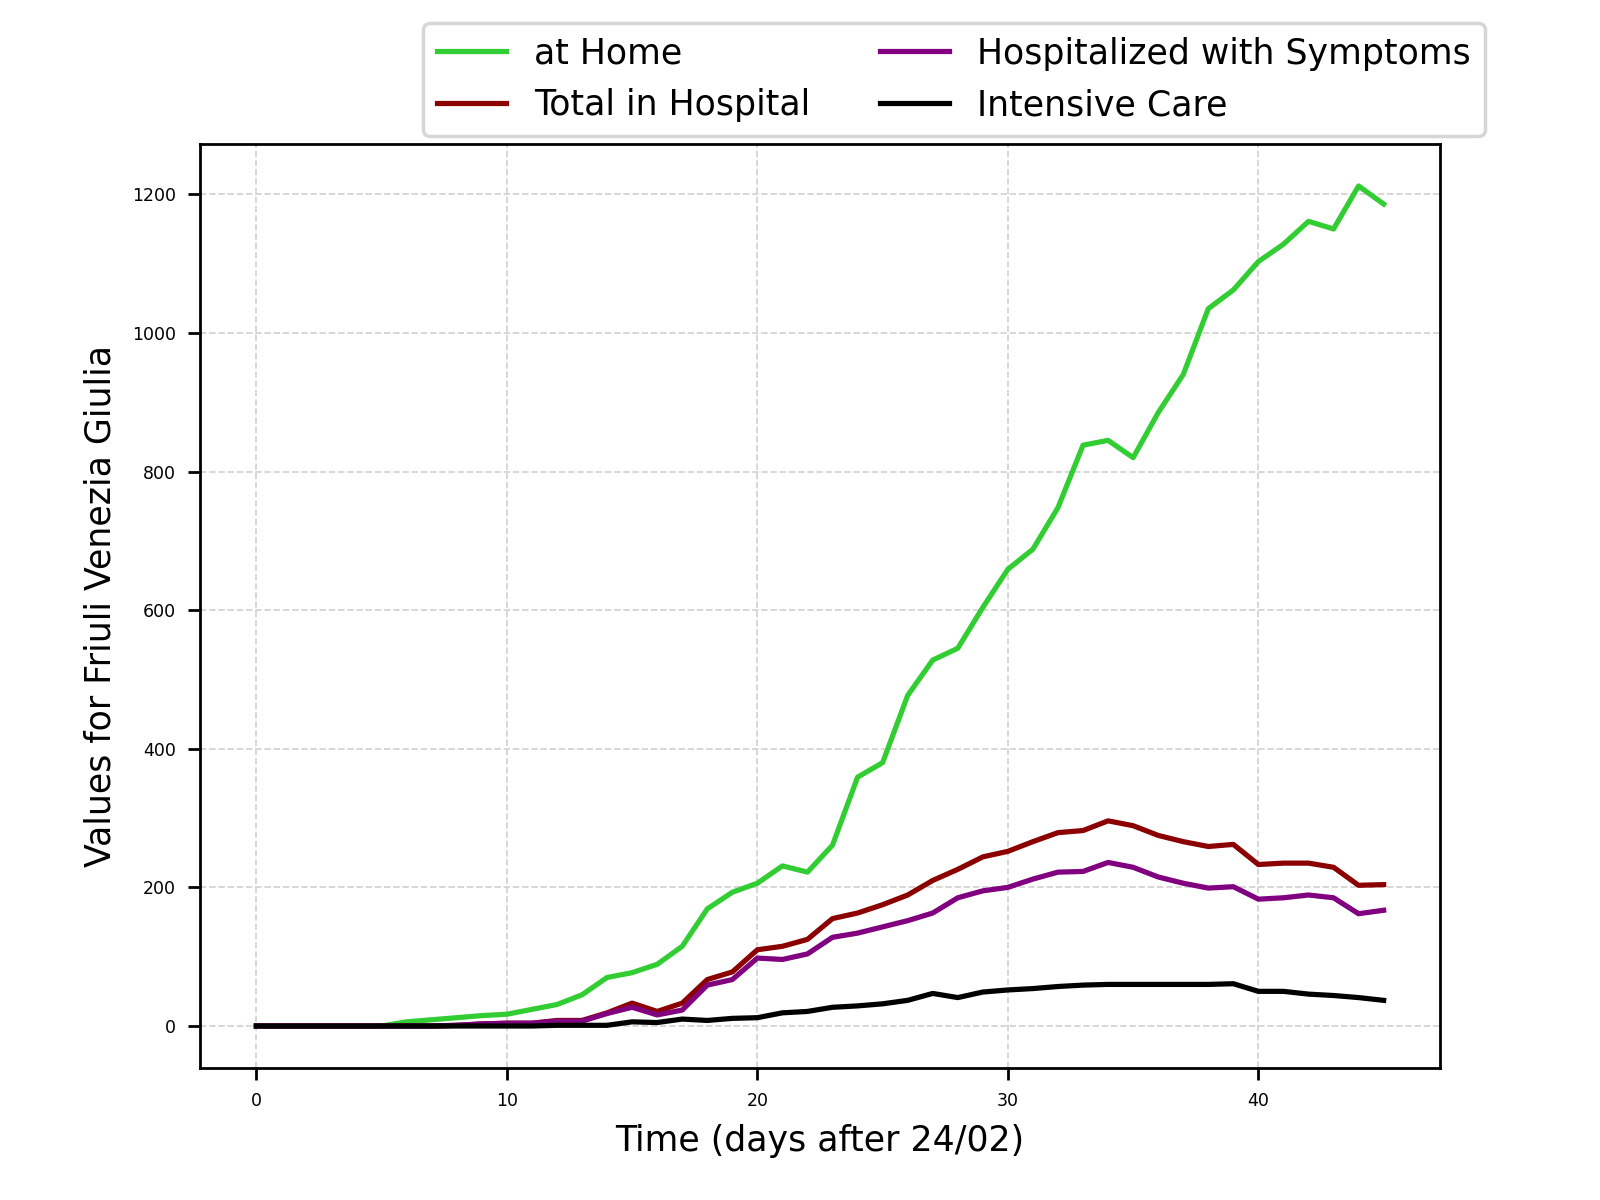 at Home
Total in Hospital
Hospitalized with Symptoms
Intensive Care
Values for Friuli Venezia Giulia
1200
1000
800
600
400
200
0
0 10 20 30 40
Time (days after 24/02)